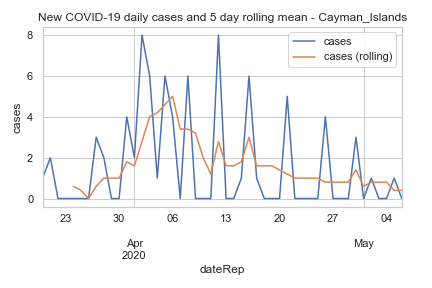 New COVID-19 daily cases and 5 day rolling mean - Cayman_Islands
cases
cases (rolling)
8
6
4
2
0
cases
23 30 06 13 20 27 04
Apr May
2020
dateRep